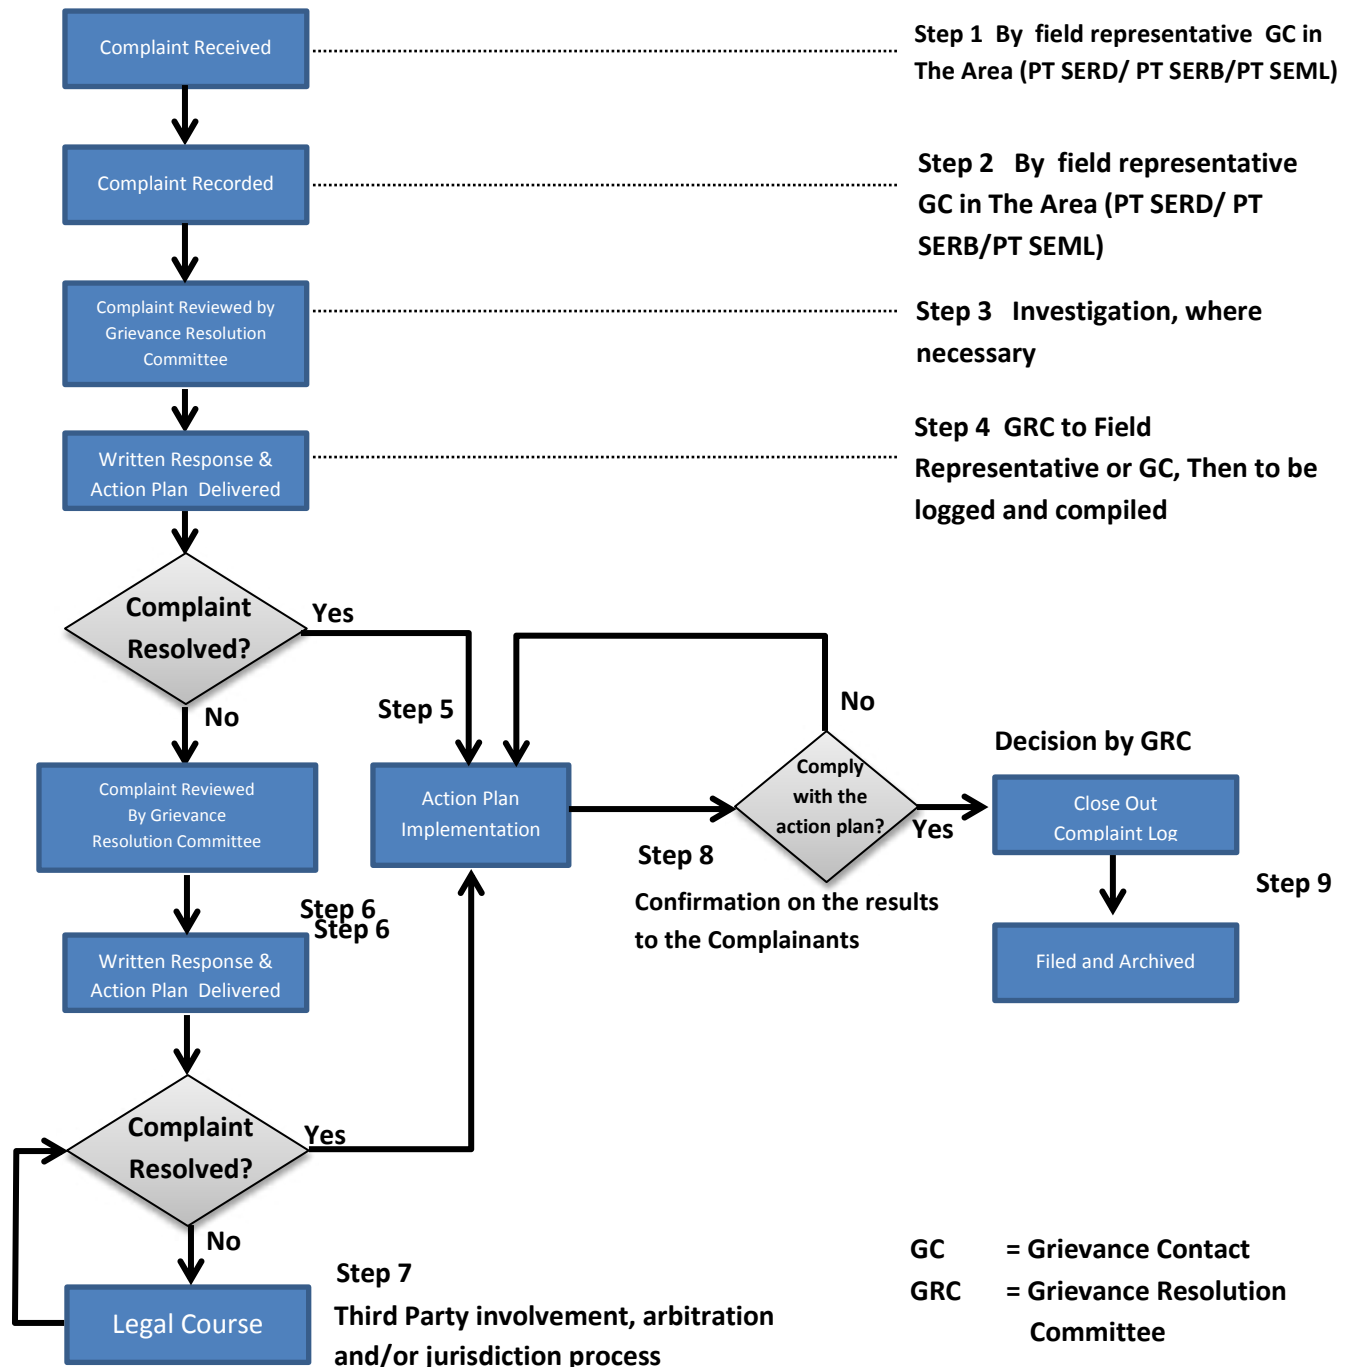 Complaint Received
Step 1  By  field representative  GC in
The Area (PT SERD/ PT SERB/PT SEML)
Complaint Recorded
Step 2   By  field representative
GC in The Area (PT SERD/ PT
SERB/PT SEML)
Complaint Reviewed by
Grievance Resolution
Committee
Step 3   Investigation, where
necessary
Written Response &
Action Plan  Delivered
Step 4  GRC to Field
Representative or GC, Then to be
logged and compiled
Complaint
Resolved?
Yes
No
Step 5
Complaint Reviewed
By Grievance
Resolution Committee
Action Plan
Implementation
No
Comply
with the
action plan?
Yes
Decision by GRC
Close Out
Complaint Log
Step 8
Confirmation on the results
to the Complainants
Step 9
Filed and Archived
Step 6
Step 6
Written Response &
Action Plan  Delivered
Complaint
Resolved?
Yes
No
Legal Course
Step 7
Third Party involvement, arbitration
and/or jurisdiction process
GC = Grievance Contact
GRC = Grievance Resolution
Committee